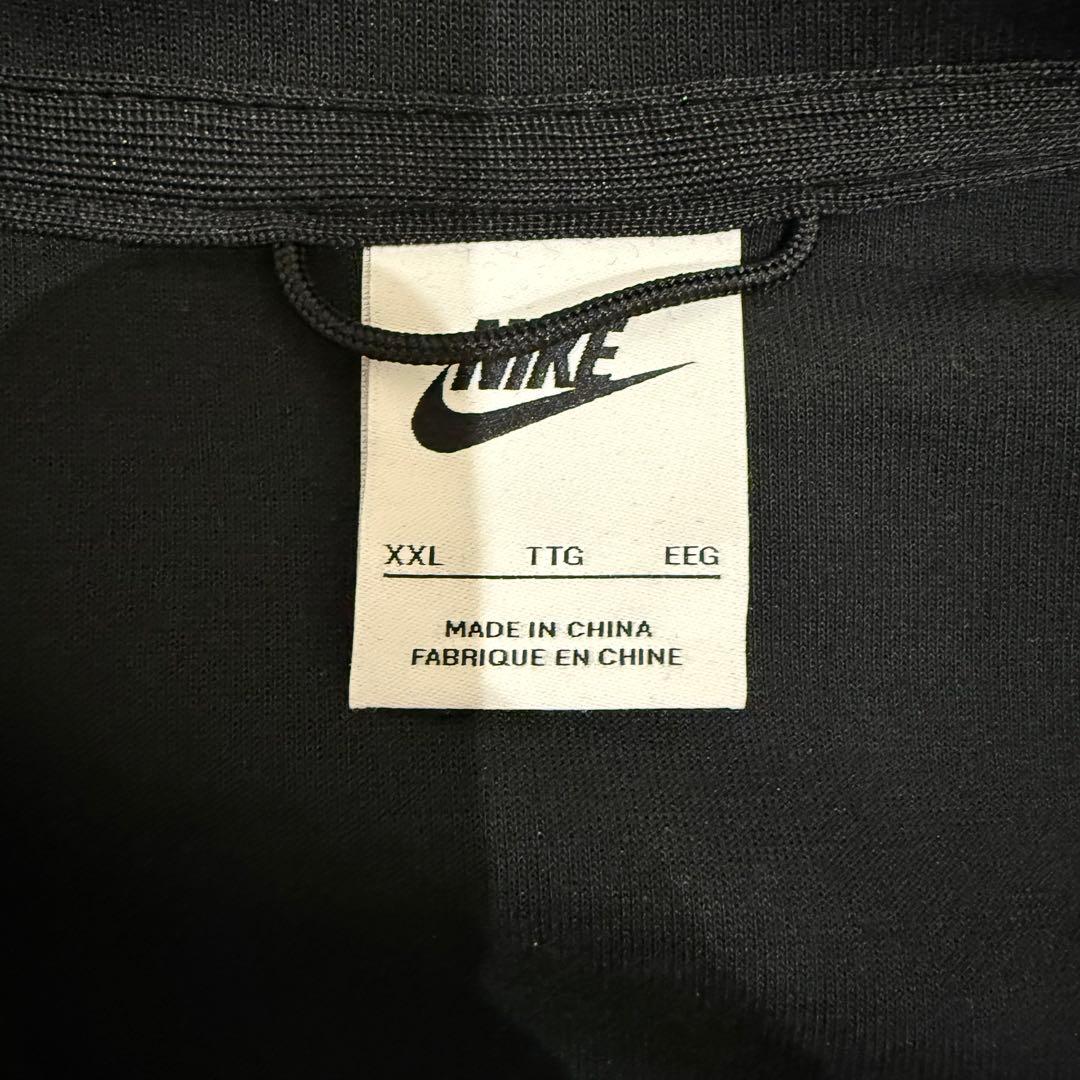 NIKE
XXL TTG EEG
MADE IN CHINA
FABRIQUE EN CHINE